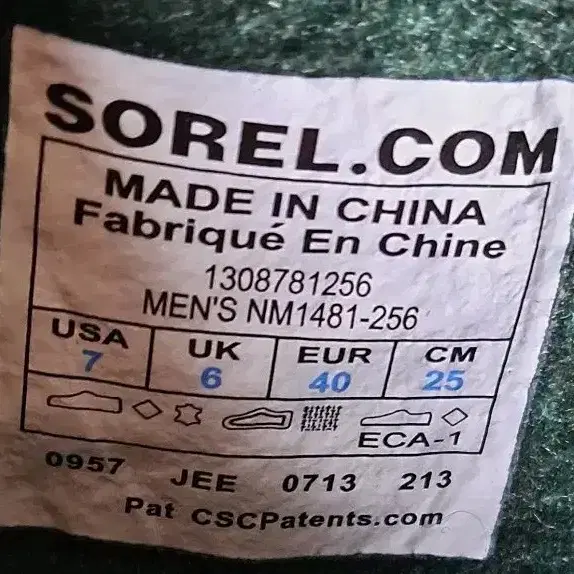 SOREL.COM
MADE IN CHINA
Fabriqué En Chine
1308781256
MEN'S NM1481-256
USA UK EUR CM
7 6 40 25
ECA-1
0957 JEE 0713 213
Pat CSCPatents.com